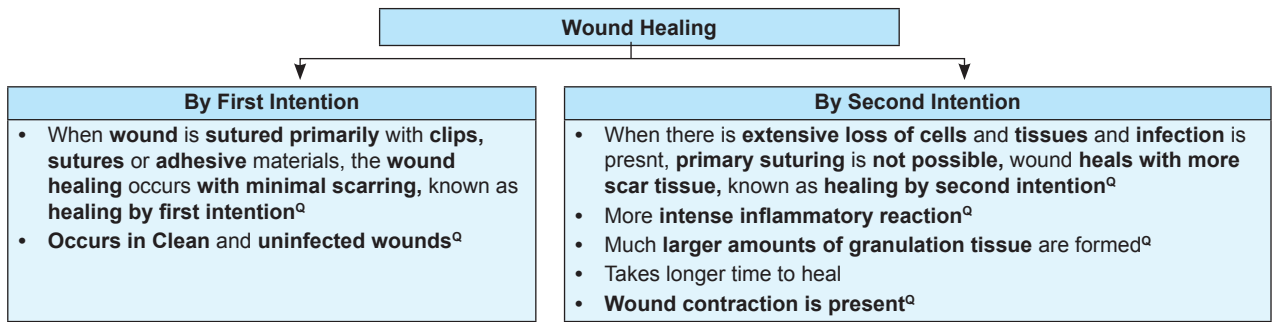 Wound Healing
By First Intention
• When wound is sutured primarily with clips,
sutures or adhesive materials, the wound
healing occurs with minimal scarring, known as
healing by first intentionQ
• Occurs in Clean and uninfected woundsQ
By Second Intention
• When there is extensive loss of cells and tissues and infection is
presnt, primary suturing is not possible, wound heals with more
scar tissue, known as healing by second intentionQ
• More intense inflammatory reactionQ
• Much larger amounts of granulation tissue are formedQ
• Takes longer time to heal
• Wound contraction is presentQ